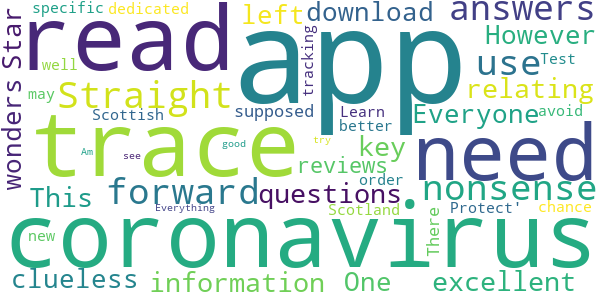 specific dedicated
read
app
left
download
answers
Star
wonders
well
may
Straight
tracking
use
However
Test
relating
Scottish
supposed
Learn
better
Everyone
avoid
trace
need
Am
see
good
try
key
reviews
order
This
forward
questions
nonsense
Everything
Scotland
There
Protect'
chance
coronavirus
new
clueless
information
One
excellent